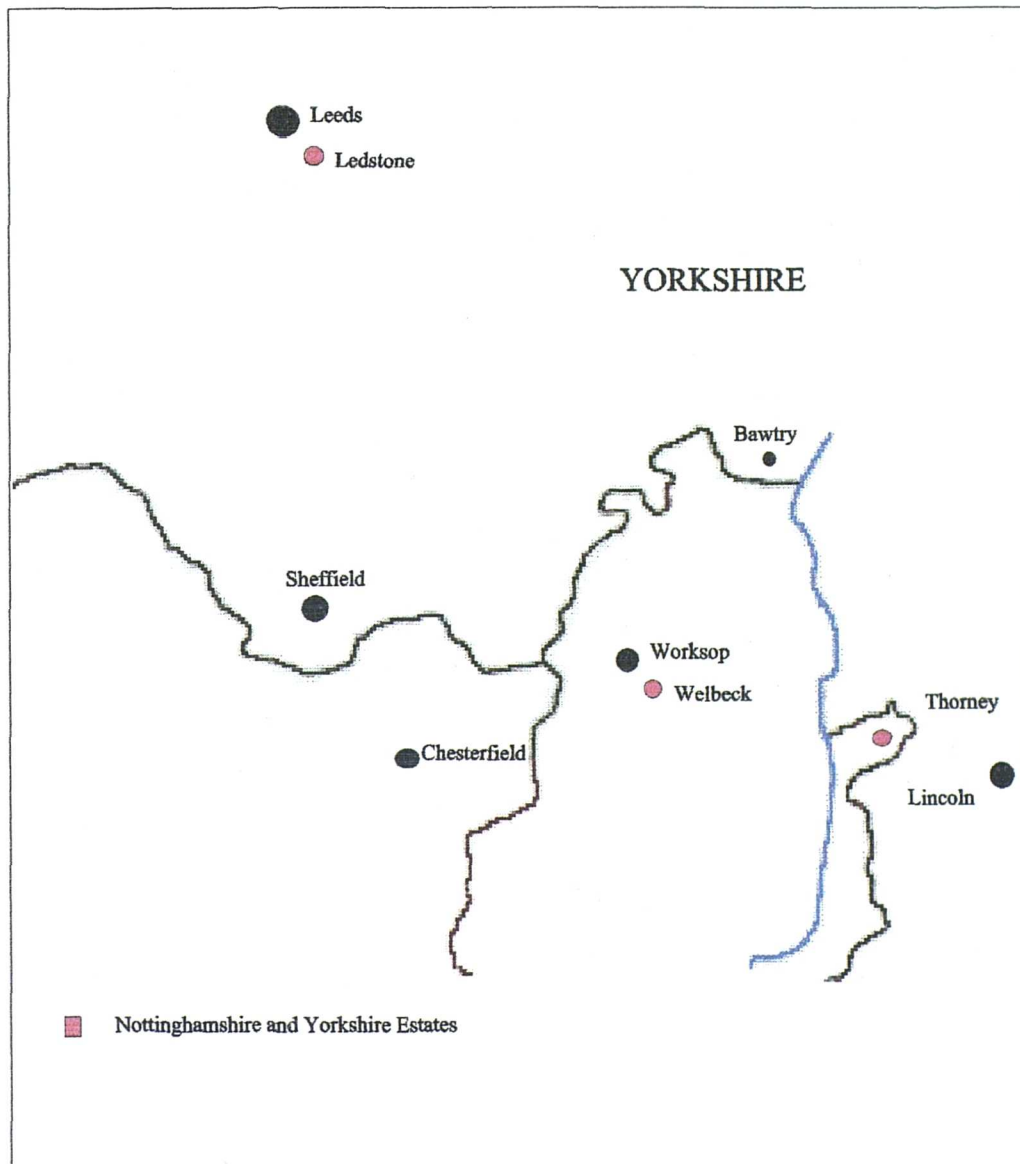 Leeds
Ledstone
YORKSHIRE
Bawtry
Sheffield
Worksop
Welbeck
Thorney
Chesterfield
Lincoln
Nottinghamshire and Yorkshire Estates